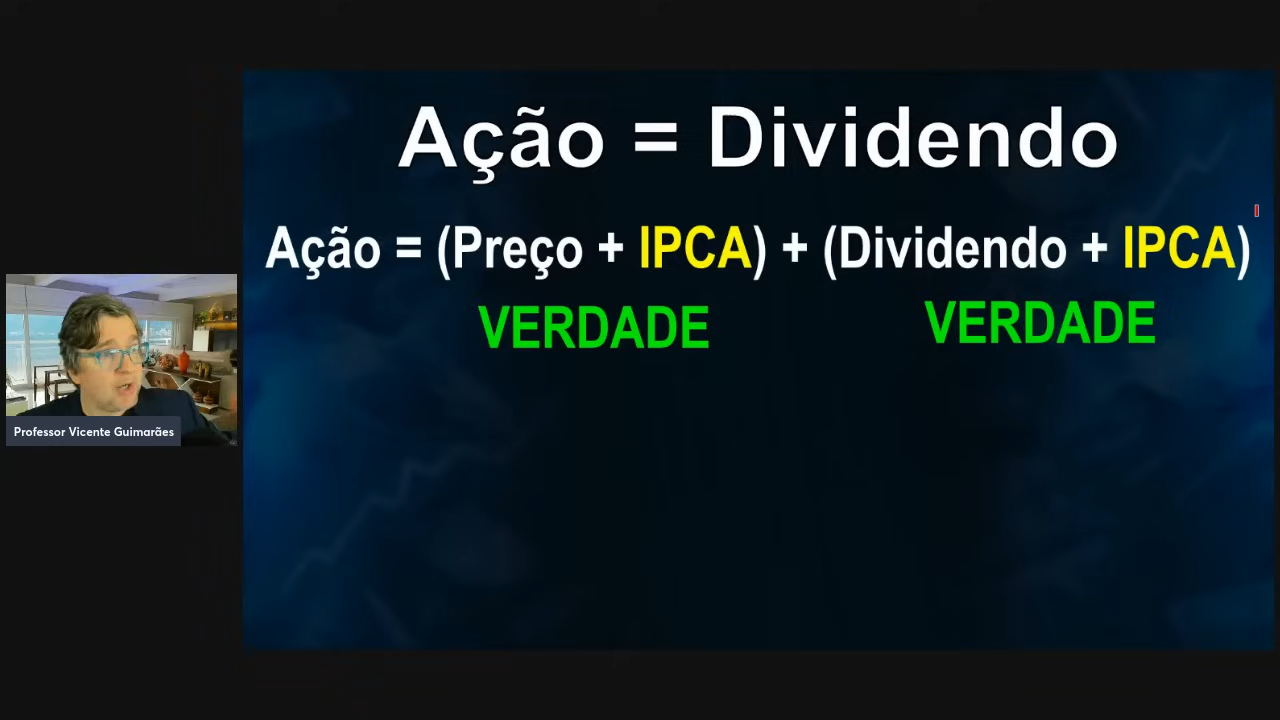 Ação = Dividendo
Ação = (Preço + IPCA) + (Dividendo + IPCA)
VERDADE VERDADE
Professor Vicente Guimarães